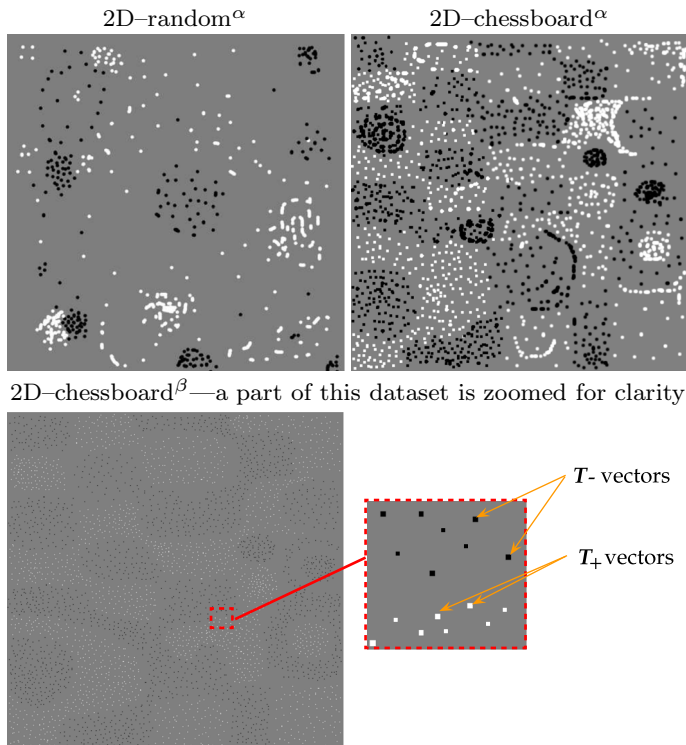 2D–random^α 2D–chessboard^α
2D–chessboard^β—a part of this dataset is zoomed for clarity
T- vectors
T+ vectors